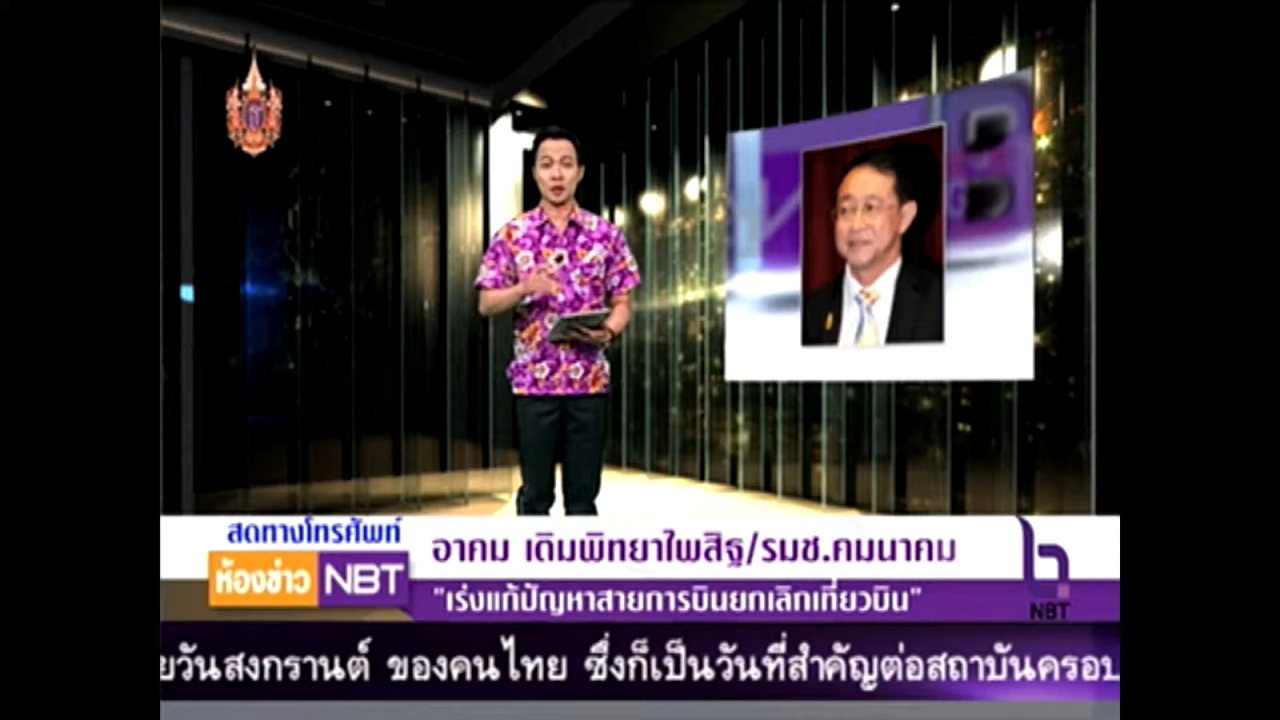 สดทางโทรศัพท์
อาคม เติมพิทยาไพสิฐ/รมช.คมนาคม
ห้องข่าว NBT
"เร่งแก้ปัญหาสายการบินยกเลิกเที่ยวบิน"
NBT
ยวันสงกรานต์ ของคนไทย ซึ่งก็เป็นวันที่สำคัญต่อสถาบันครอบ